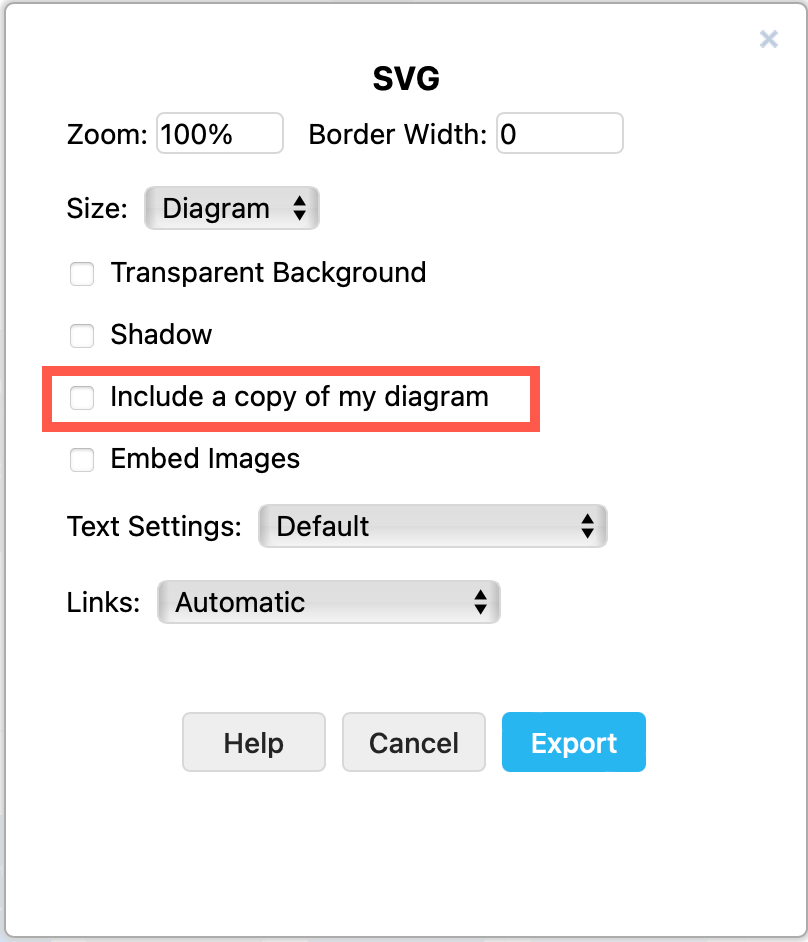 SVG
Zoom: 100% Border Width: 0
Size: Diagram
Transparent Background
Shadow
Include a copy of my diagram
Embed Images
Text Settings: Default
Links: Automatic
Help Cancel Export